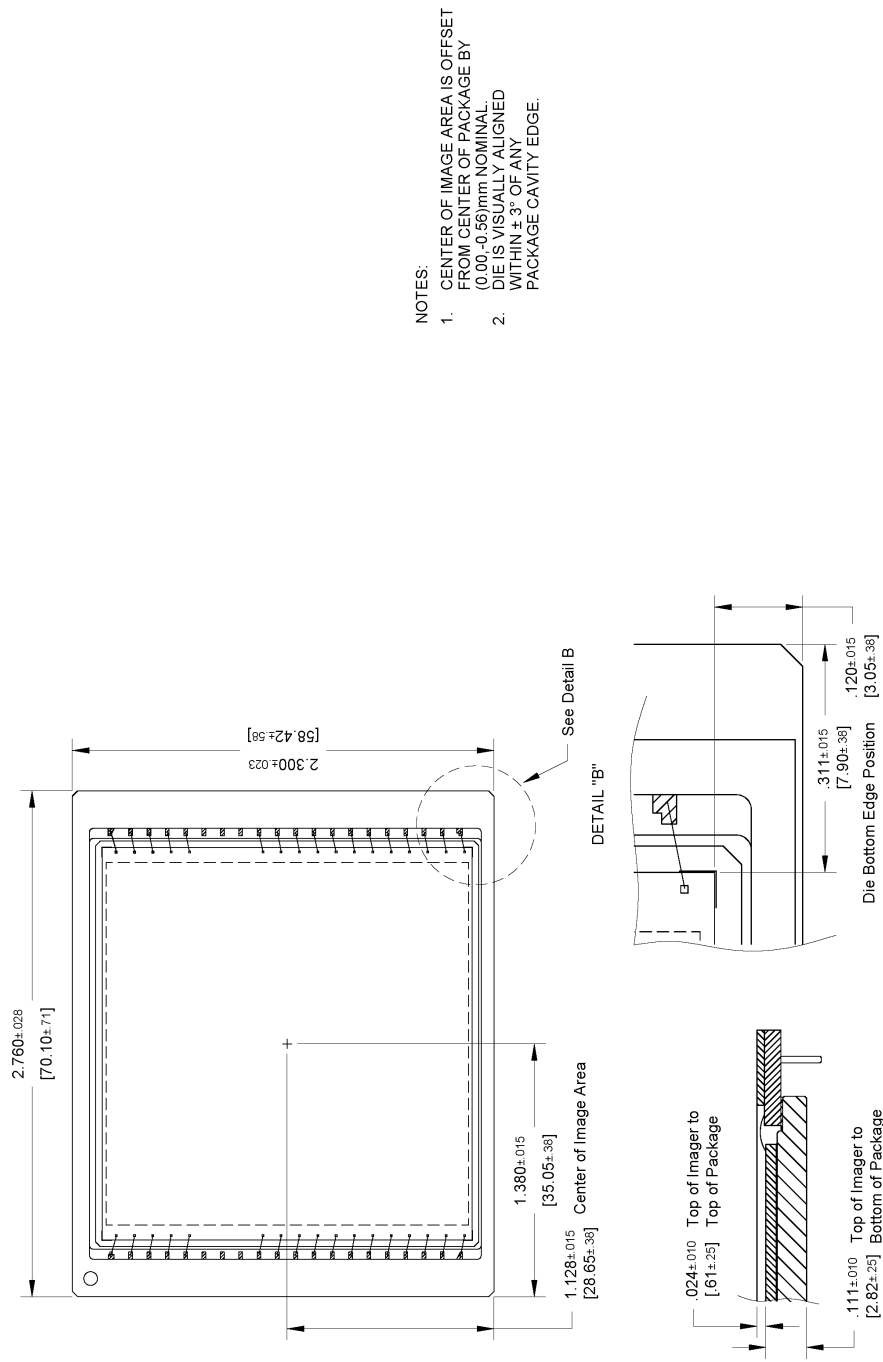 2.760±.028
[70.10±.71]
2.300±.023
[58.42±.58]
1.380±.015
[35.05±.38]
1.128±.015
[28.65±.38]
Center of Image Area
See Detail B
NOTES:
1. CENTER OF IMAGE AREA IS OFFSET
FROM CENTER OF PACKAGE BY
(0.00,-0.56)mm NOMINAL.
2. DIE IS VISUALLY ALIGNED
WITHIN ± 3° OF ANY
PACKAGE CAVITY EDGE.
.024±.010 Top of Imager to
[.61±.25] Top of Package
.111±.010 Top of Imager to
[2.82±.25] Bottom of Package
DETAIL "B"
.311±.015
[7.90±.38]
.120±.015
[3.05±.38]
Die Bottom Edge Position